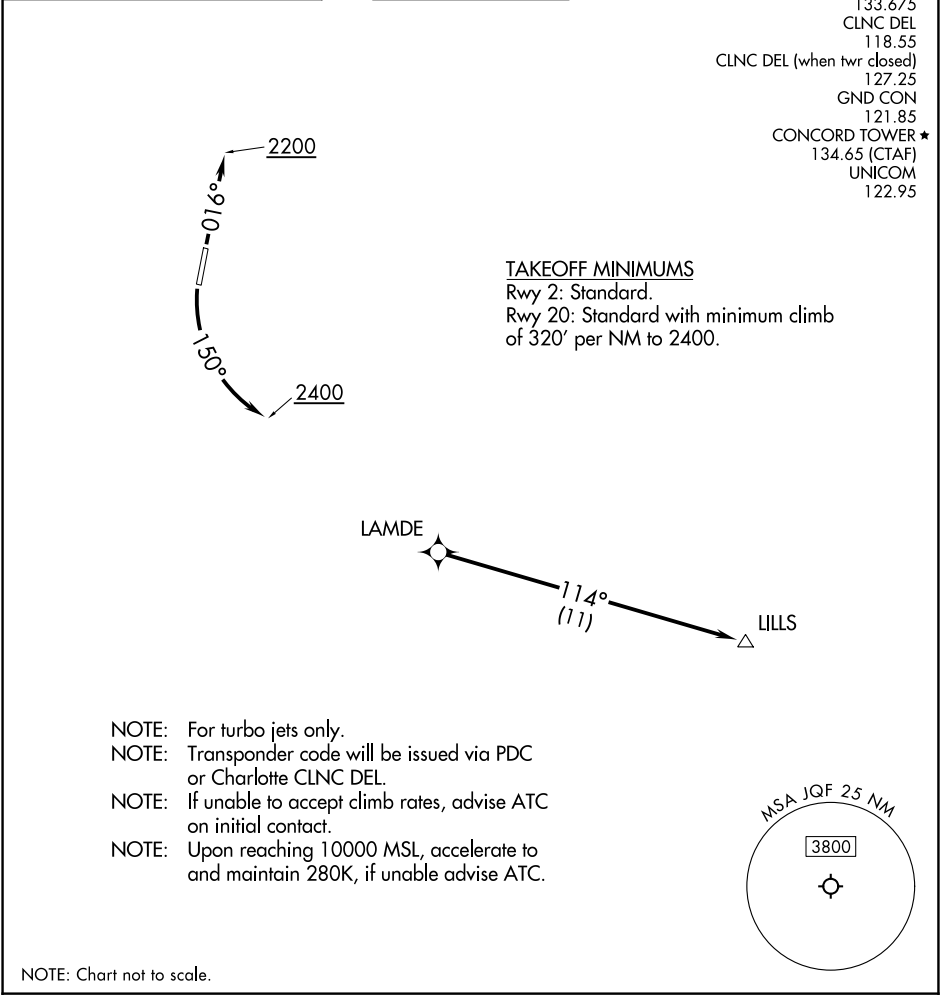 133.675
CLNC DEL
118.55
CLNC DEL (when twr closed)
127.25
GND CON
121.85
CONCORD TOWER ★
134.65 (CTAF)
UNICOM
122.95
2200
016°
TAKEOFF MINIMUMS
Rwy 2: Standard.
Rwy 20: Standard with minimum climb
of 320' per NM to 2400.
150°
2400
LAMDE
114°
(11)
LILLS
NOTE: For turbo jets only.
NOTE: Transponder code will be issued via PDC
or Charlotte CLNC DEL.
NOTE: If unable to accept climb rates, advise ATC
on initial contact.
NOTE: Upon reaching 10000 MSL, accelerate to
and maintain 280K, if unable advise ATC.
MSA JQF 25 NM
3800
NOTE: Chart not to scale.